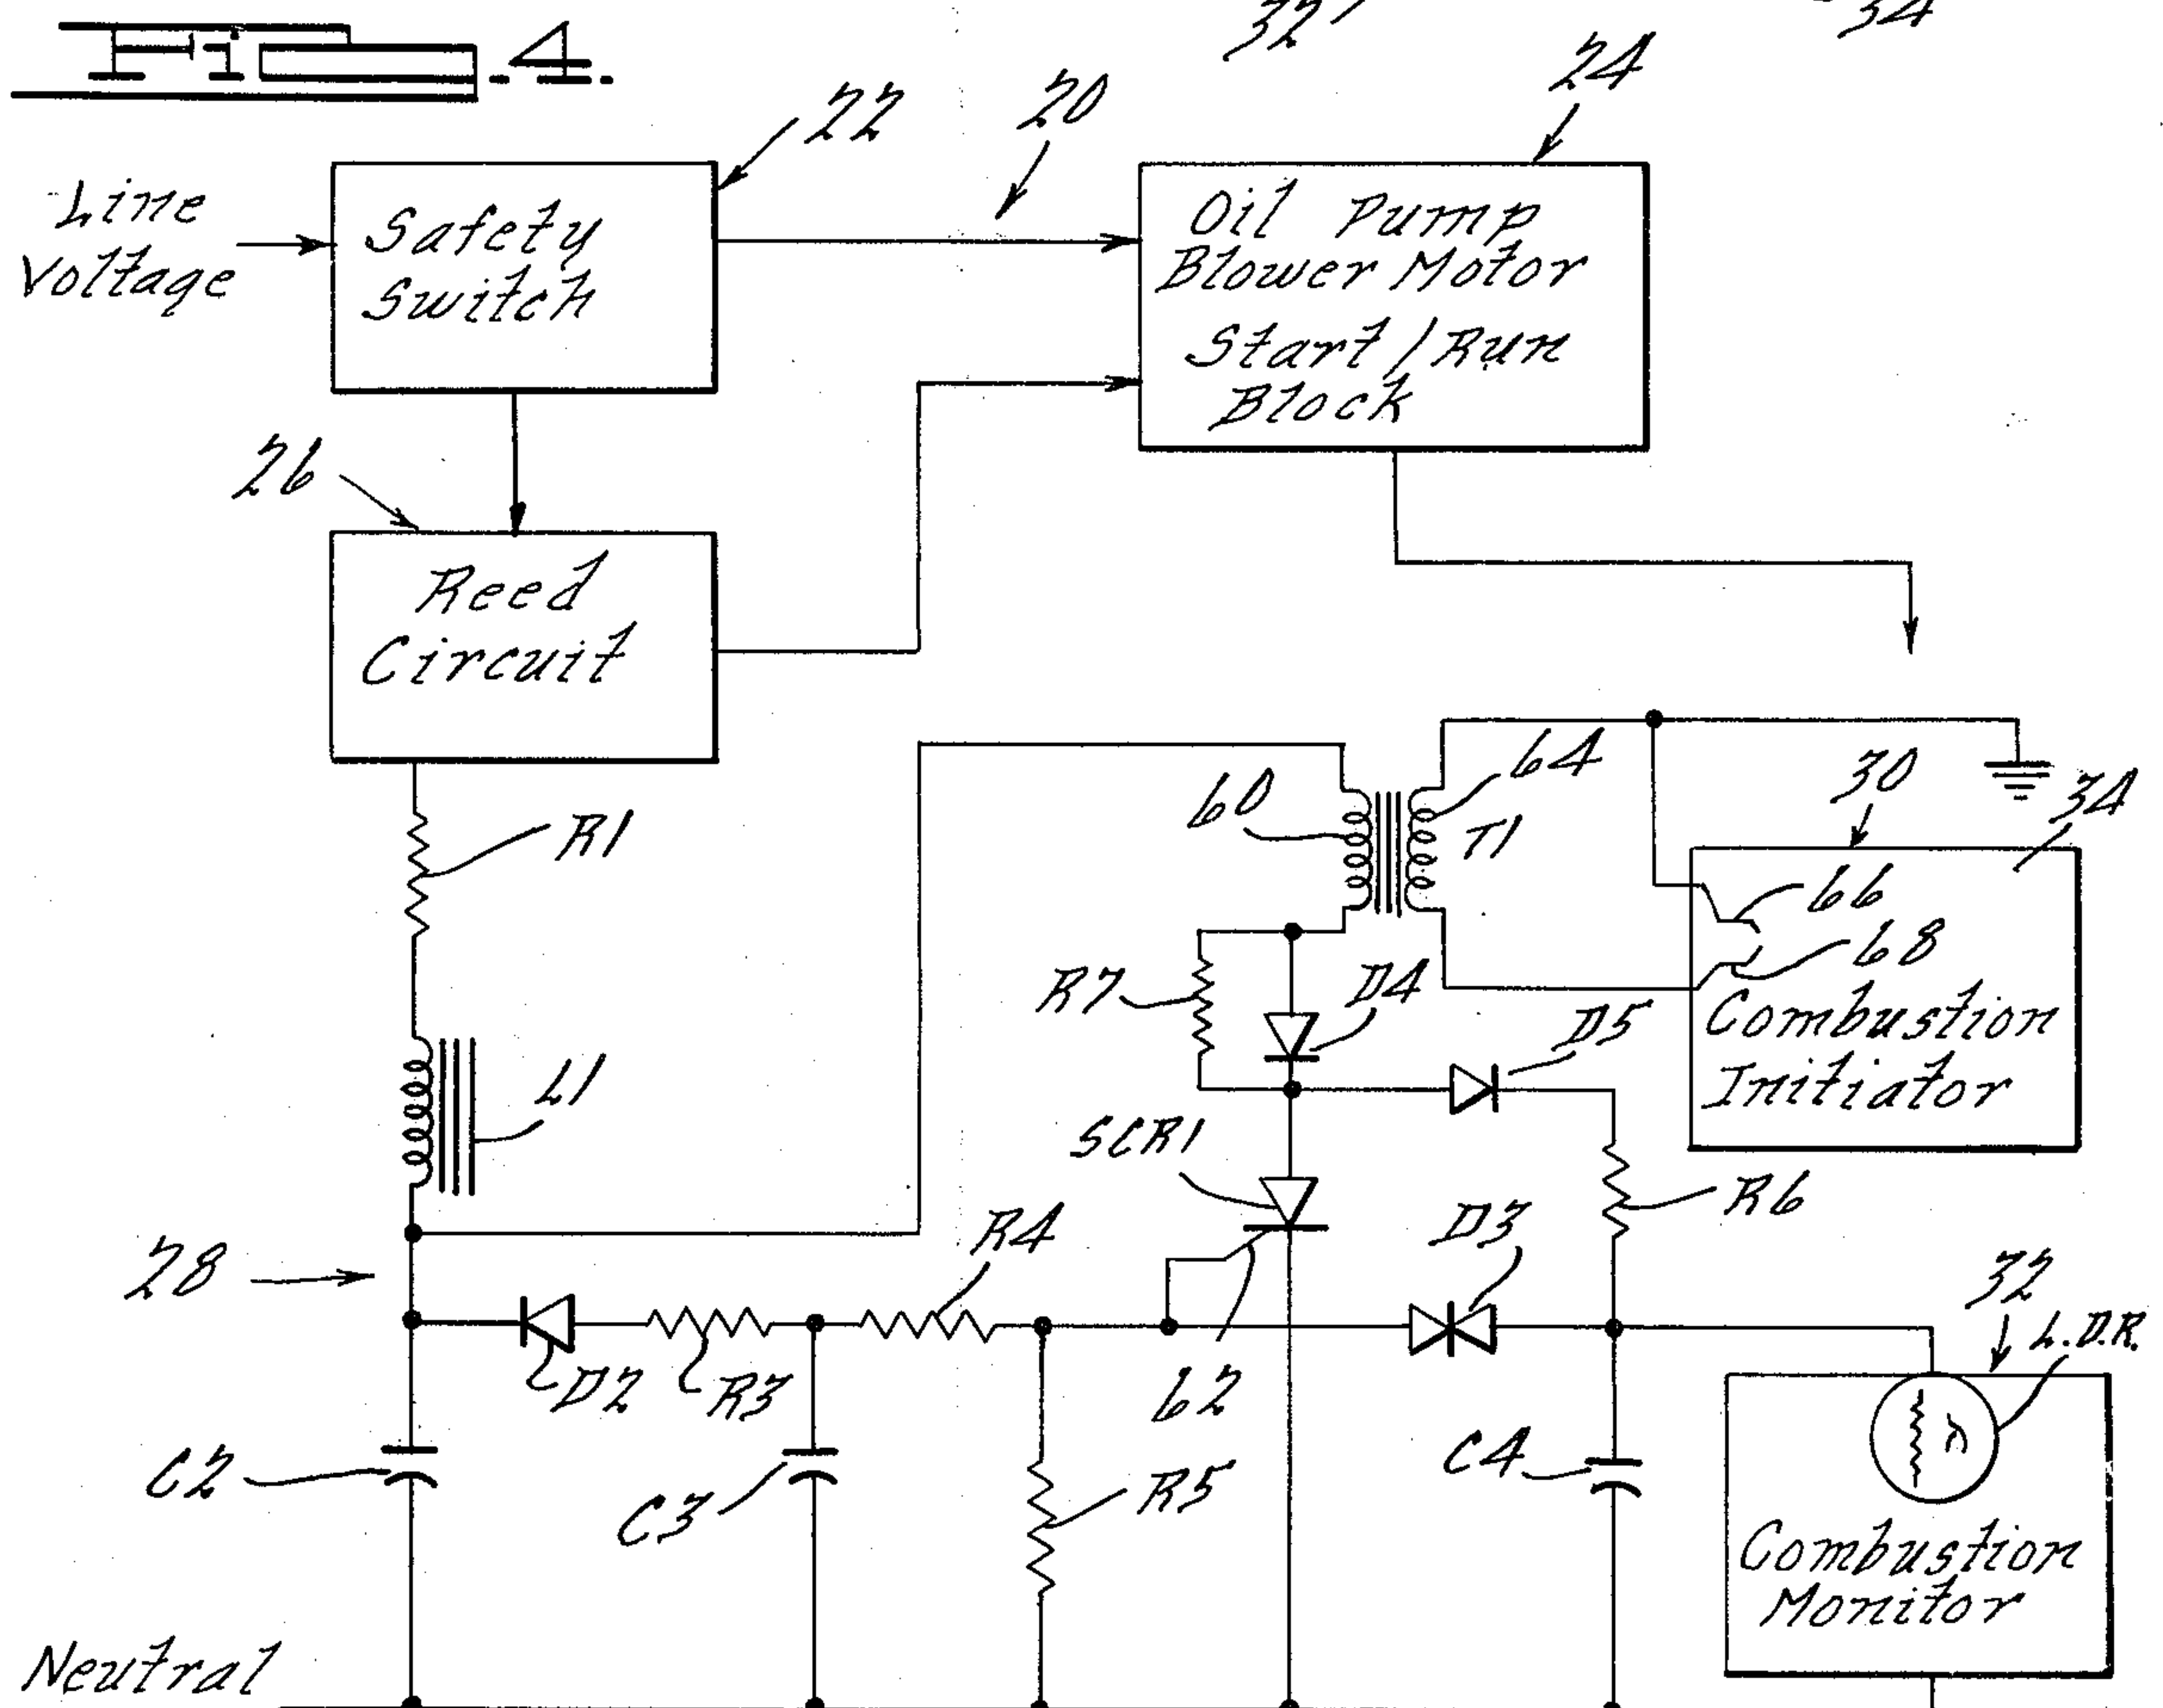 Fig. 4.
32
34
22
20
24
Line
Voltage
Safety
Switch
Oil Pump
Blower Motor
Start / Run
Block
26
Reed
Circuit
R1
60
64
T1
30
34
66
68
Combustion
Initiator
R7
D4
D5
L1
SCR1
R6
28
R4
D3
32
L.D.R.
D2
R3
62
C2
C3
R5
C4
Combustion
Monitor
Neutral